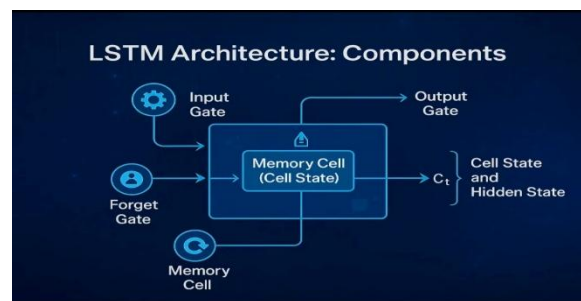 LSTM Architecture: Components
Input
Gate
Output
Gate
Memory Cell
(Cell State)
C_t
Cell State
and
Hidden State
Forget
Gate
Memory
Cell